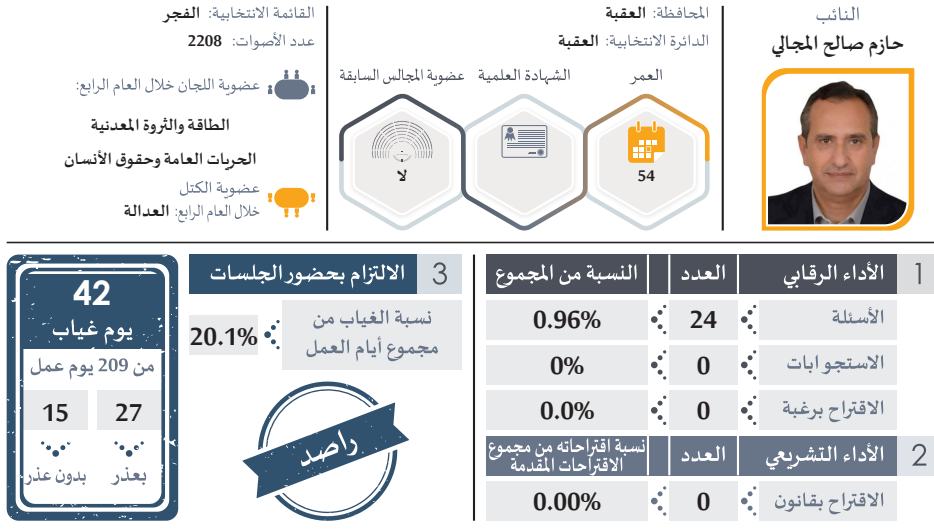 النائب
حازم صالح المجالي
المحافظة: العقبة
الدائرة الانتخابية: العقبة
العمر
54
الشهادة العلمية
عضوية المجالس السابقة
لا
القائمة الانتخابية: الفجر
عدد الأصوات: 2208
عضوية اللجان خلال العام الرابع:
الطاقة والثروة المعدنية
الحريات العامة وحقوق الأنسان
عضوية الكتل
خلال العام الرابع: العدالة
1 الأداء الرقابي العدد النسبة من المجموع
الأسئلة 24 0.96%
الاستجوابات 0 0%
الاقتراح برغبة 0 0.0%
2 الأداء التشريعي العدد نسبة اقتراحاته من مجموع
الاقتراحات المقدمة
الاقتراح بقانون 0 0.00%
3 الالتزام بحضور الجلسات
نسبة الغياب من
مجموع أيام العمل
20.1%
راصد
42
يوم غياب
من 209 يوم عمل
27 15
بعذر بدون عذر